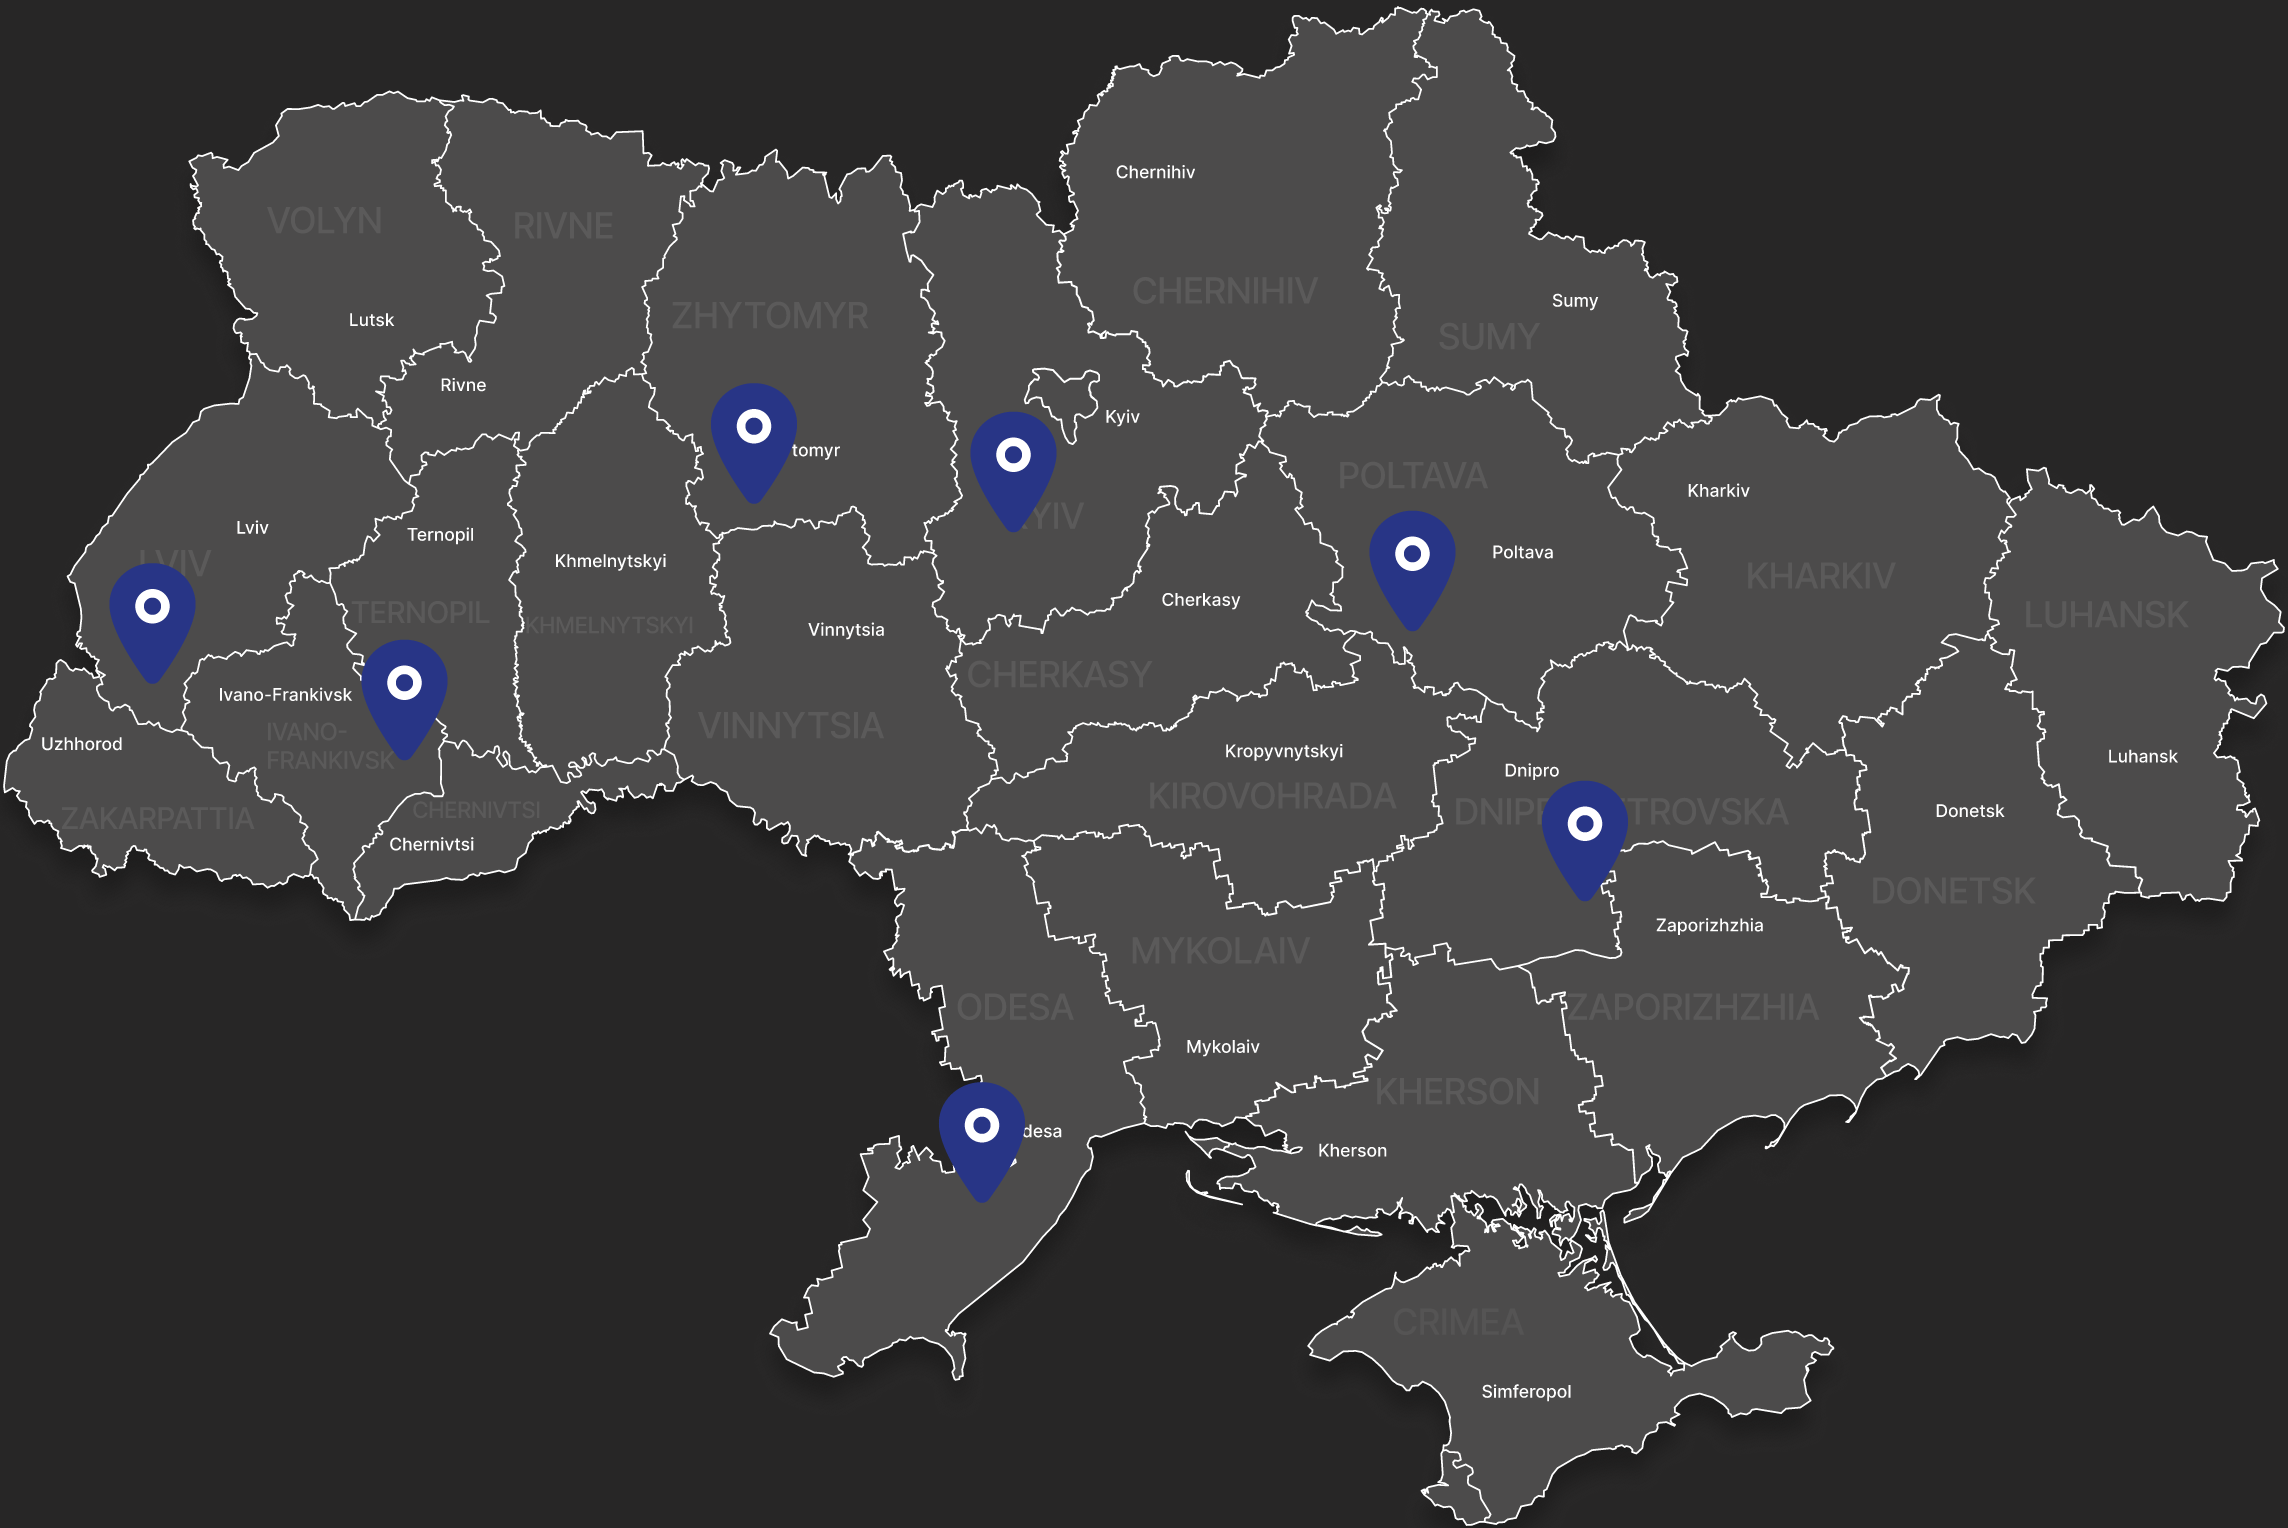 Chernihiv
VOLYN
RIVNE
CHERNIHIV
Sumy
ZHYTOMYR
Lutsk
SUMY
Rivne
Kyiv
tomyr
POLTAVA
Kharkiv
YIV
Lviv
Ternopil
Poltava
LVIV
Khmelnytskyi
KHARKIV
Cherkasy
TERNOPIL
LUHANSK
KHMELNYTSKYI
Vinnytsia
CHERKASY
Ivano-Frankivsk
VINNYTSIA
IVANO-
FRANKIVSK
Uzhhorod
Kropyvnytskyi
Luhansk
Dnipro
KIROVOHRADA
CHERNIVTSI
DNIP TROVSKA
Donetsk
ZAKARPATTIA
Chernivtsi
DONETSK
Zaporizhzhia
MYKOLAIV
ODESA
ZAPORIZHZHIA
Mykolaiv
KHERSON
desa
Kherson
CRIMEA
Simferopol